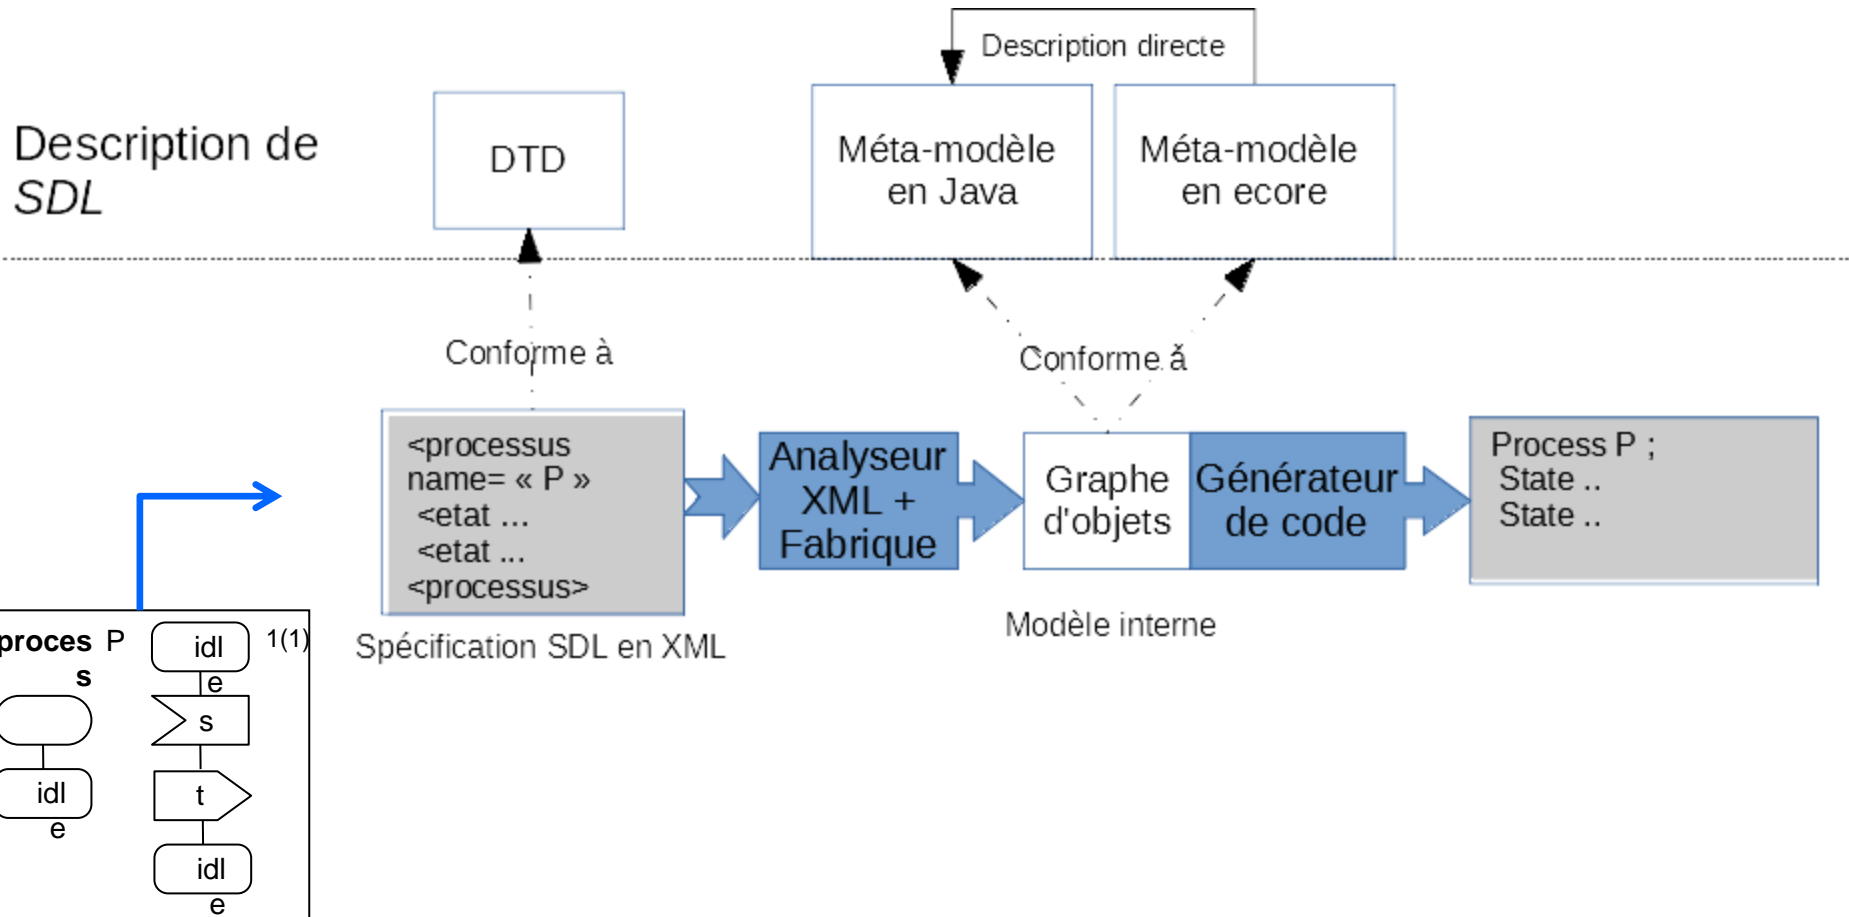 Description directe
Description de
SDL
DTD
Méta-modèle
en Java
Méta-modèle
en ecore
Conforme à
Conforme à
<processus
name= « P »
<etat ...
<etat ...
<processus>
Analyseur
XML +
Fabrique
Graphe
d'objets
Générateur
de code
Process P ;
State ..
State ..
Spécification SDL en XML
Modèle interne
proces P
s
idl
e
1(1)
s
idl
e
t
idl
e